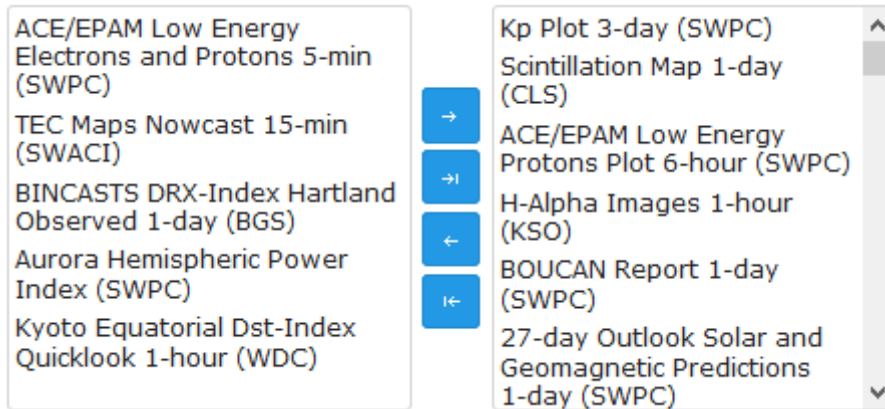 ACE/EPAM Low Energy
Electrons and Protons 5-min
(SWPC)
TEC Maps Nowcast 15-min
(SWACI)
BINCASTS DRX-Index Hartland
Observed 1-day (BGS)
Aurora Hemispheric Power
Index (SWPC)
Kyoto Equatorial Dst-Index
Quicklook 1-hour (WDC)
Kp Plot 3-day (SWPC)
Scintillation Map 1-day
(CLS)
ACE/EPAM Low Energy
Protons Plot 6-hour (SWPC)
H-Alpha Images 1-hour
(KSO)
BOUCAN Report 1-day
(SWPC)
27-day Outlook Solar and
Geomagnetic Predictions
1-day (SWPC)